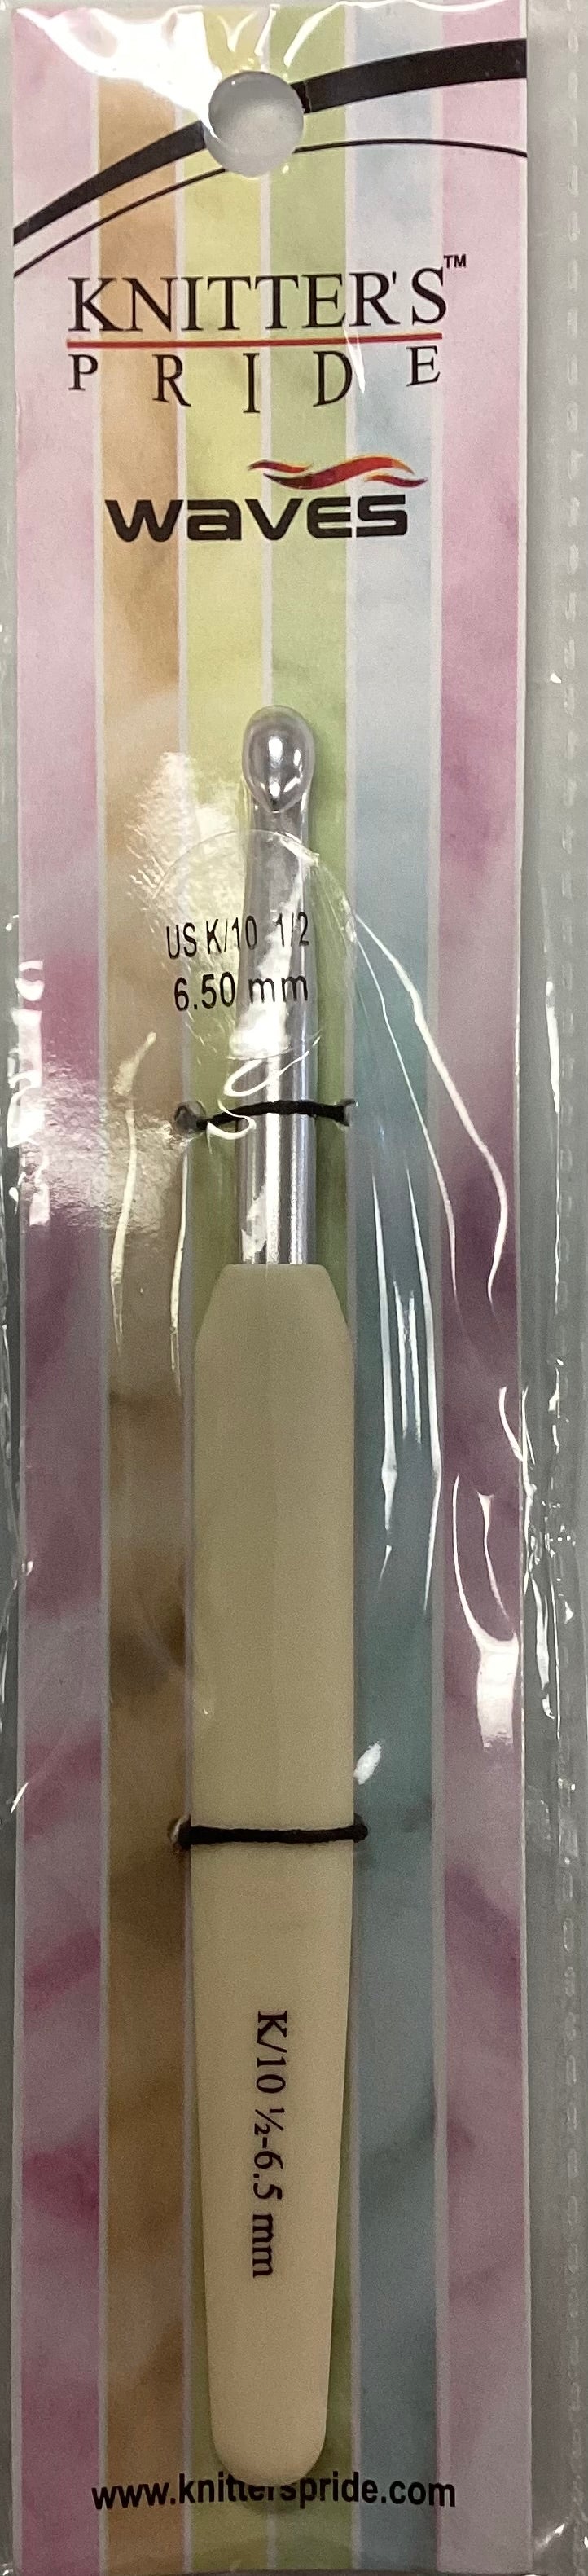 KNITTER'S™
PRIDE
waves
US K/10 1/2
6.50 mm
K/10 ½-6.5 mm
www.knitterspride.com